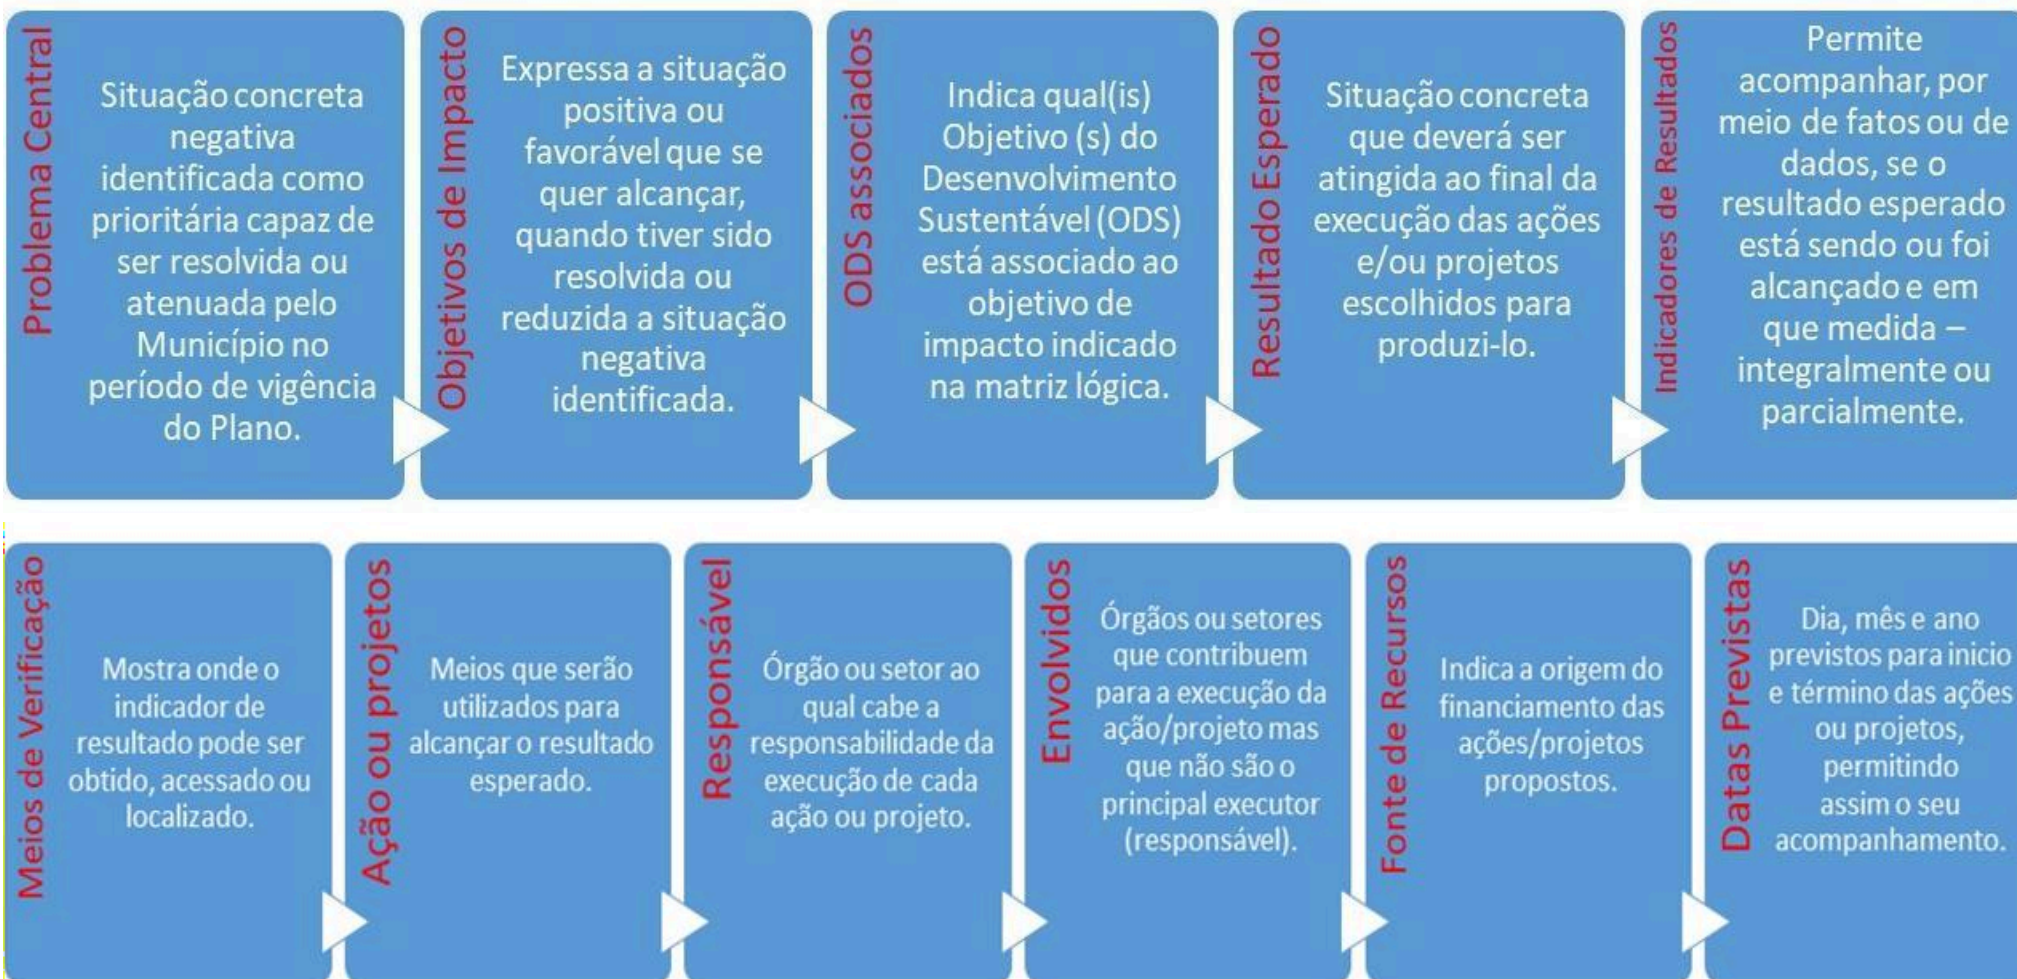 Problema Central
Situação concreta
negativa
identificada como
prioritária capaz de
ser resolvida ou
atenuada pelo
Município no
período de vigência
do Plano.
Objetivos de Impacto
Expressa a situação
positiva ou
favorável que se
quer alcançar,
quando tiver sido
resolvida ou
reduzida a situação
negativa
identificada.
ODS associados
Indica qual(is)
Objetivo (s) do
Desenvolvimento
Sustentável (ODS)
está associado ao
objetivo de
impacto indicado
na matriz lógica.
Resultado Esperado
Situação concreta
que deverá ser
atingida ao final da
execução das ações
e/ou projetos
escolhidos para
produzi-lo.
Indicadores de Resultados
Permite
acompanhar, por
meio de fatos ou de
dados, se o
resultado esperado
está sendo ou foi
alcançado e em
que medida –
integralmente ou
parcialmente.
Meios de Verificação
Mostra onde o
indicador de
resultado pode ser
obtido, acessado ou
localizado.
Ação ou projetos
Meios que serão
utilizados para
alcançar o resultado
esperado.
Responsável
Órgão ou setor ao
qual cabe a
responsabilidade da
execução de cada
ação ou projeto.
Envolvidos
Órgãos ou setores
que contribuem
para a execução da
ação/projeto mas
que não são o
principal executor
(responsável).
Fonte de Recursos
Indica a origem do
financiamento das
ações/projetos
propostos.
Datas Previstas
Dia, mês e ano
previstos para inicio
e término das ações
ou projetos,
permitindo
assim o seu
acompanhamento.